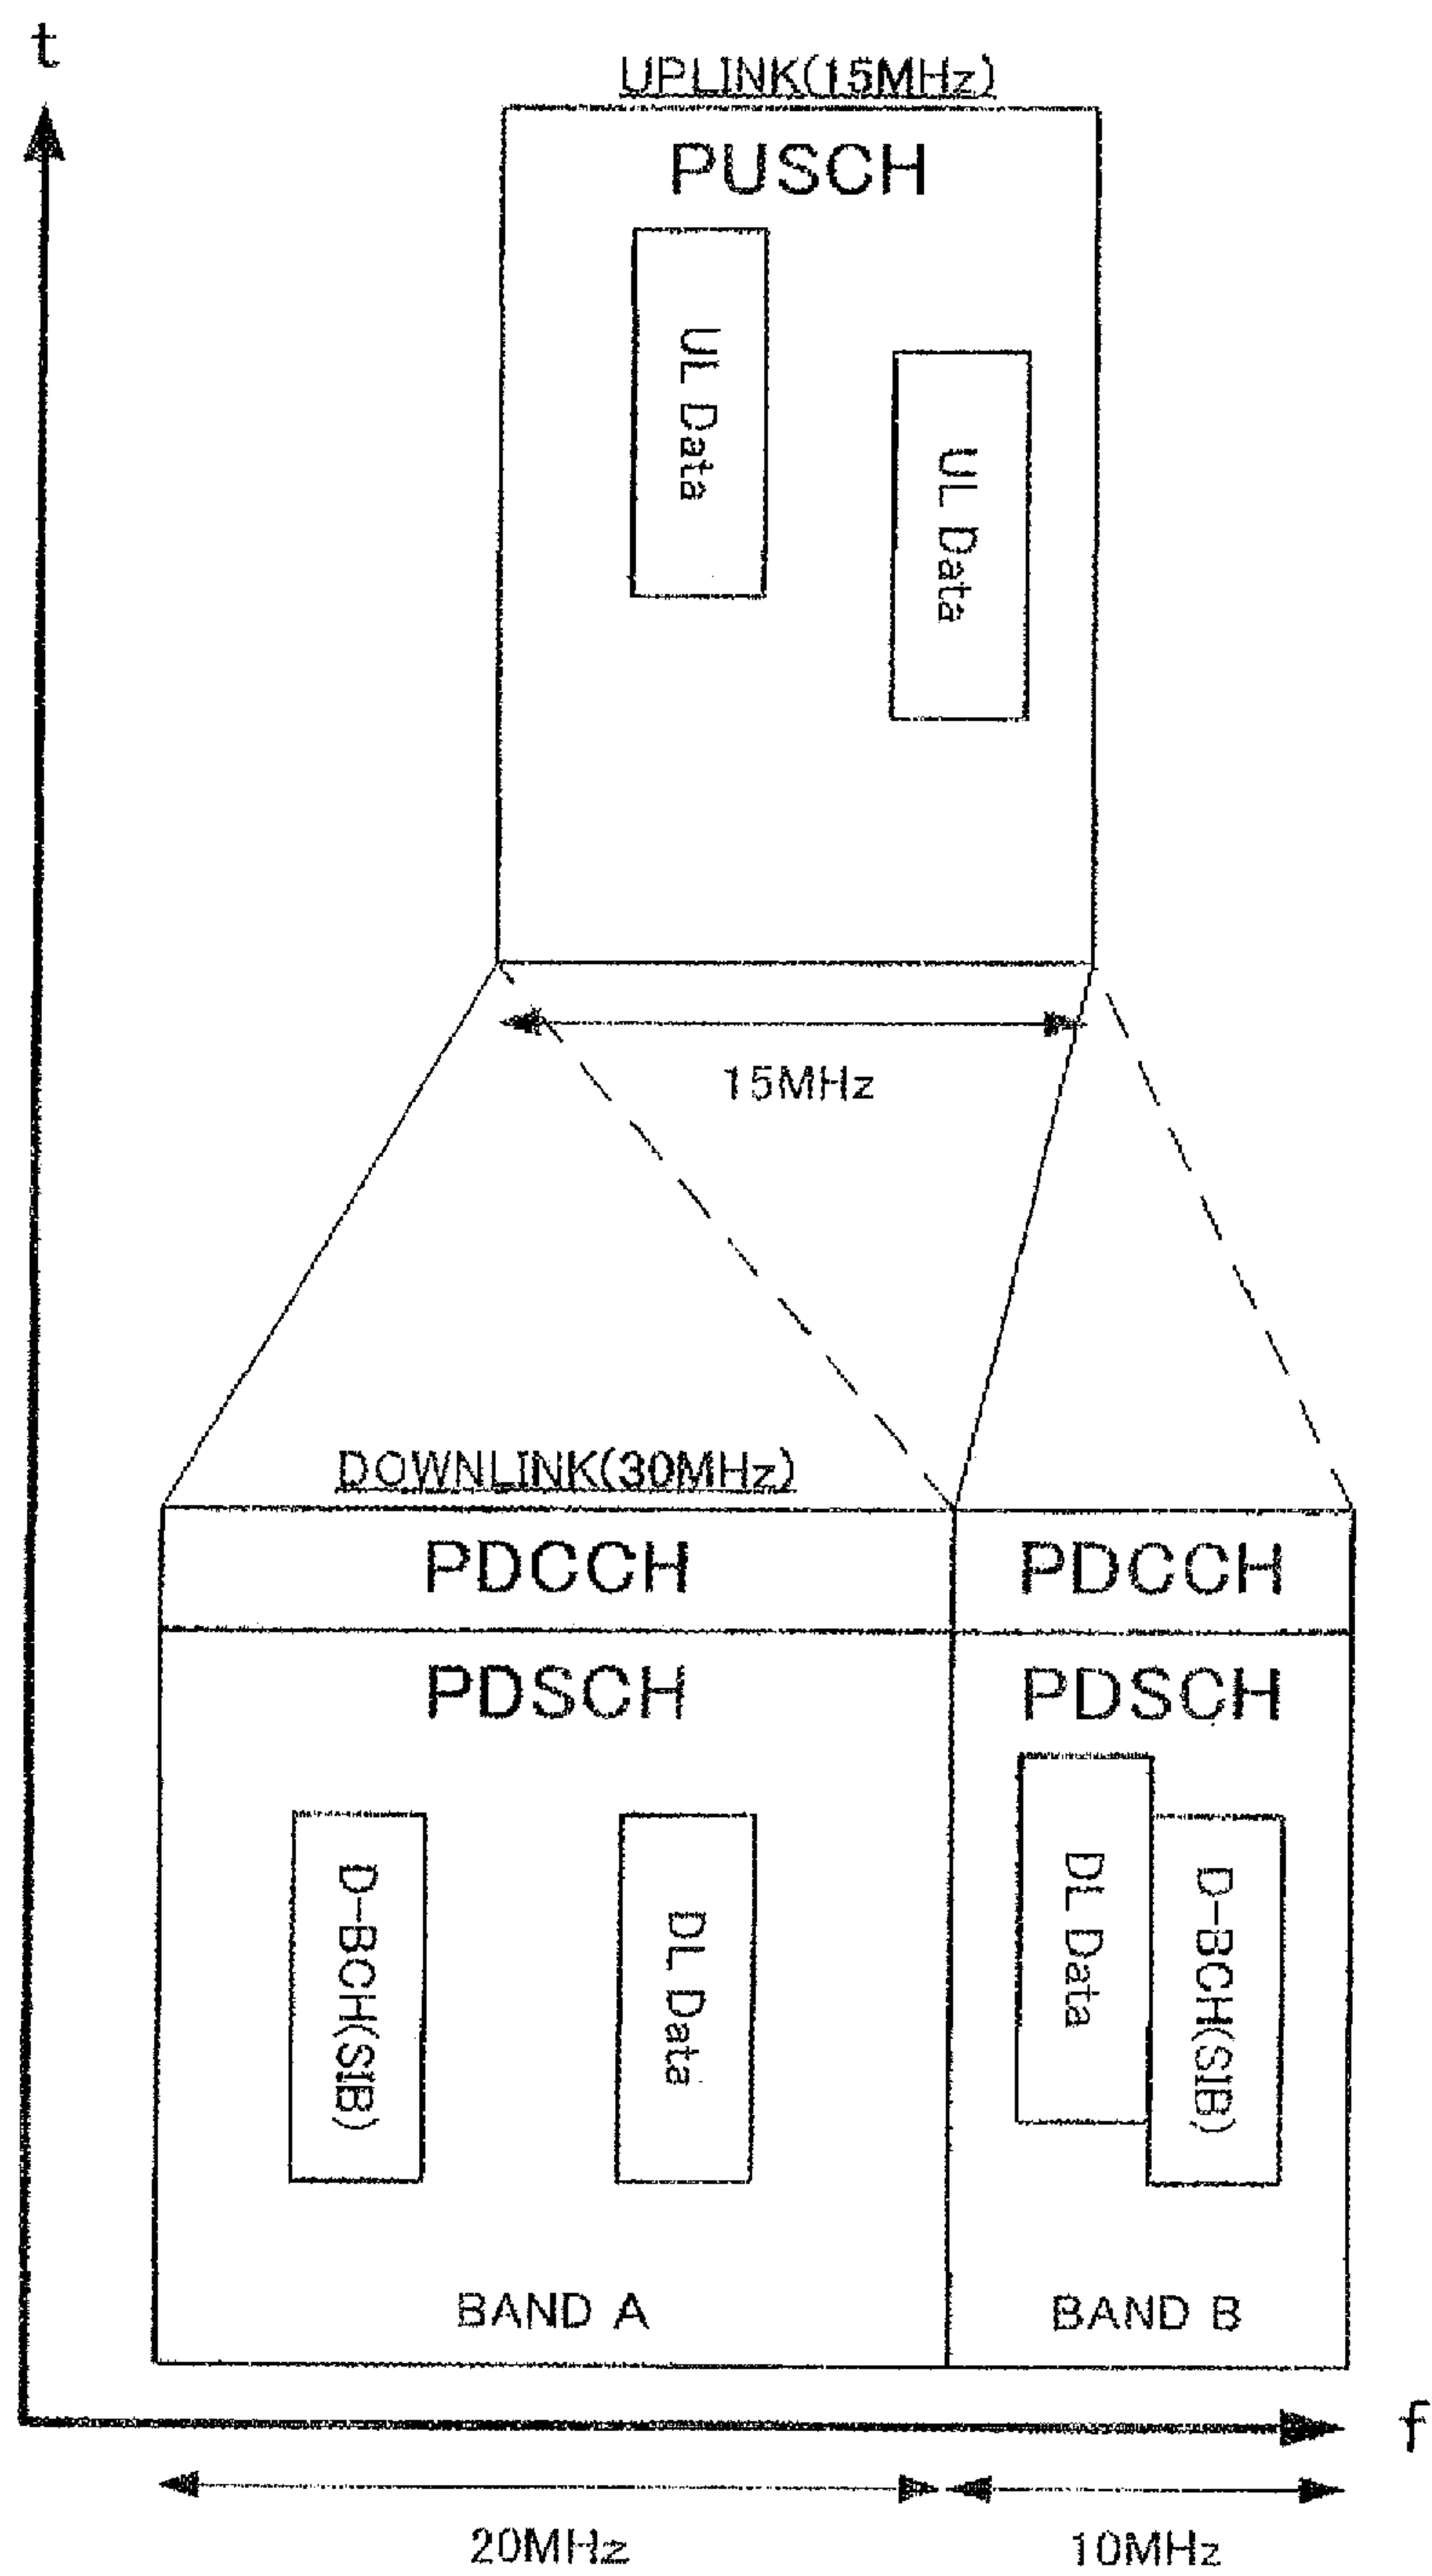 t
UPLINK(15MHz)
PUSCH
UL Data
UL Data
15MHz
DOWNLINK(30MHz)
PDCCH
PDCCH
PDSCH
PDSCH
D-BCH(SIB)
DL Data
DL Data
D-BCH(SIB)
BAND A
BAND B
f
20MHz
10MHz